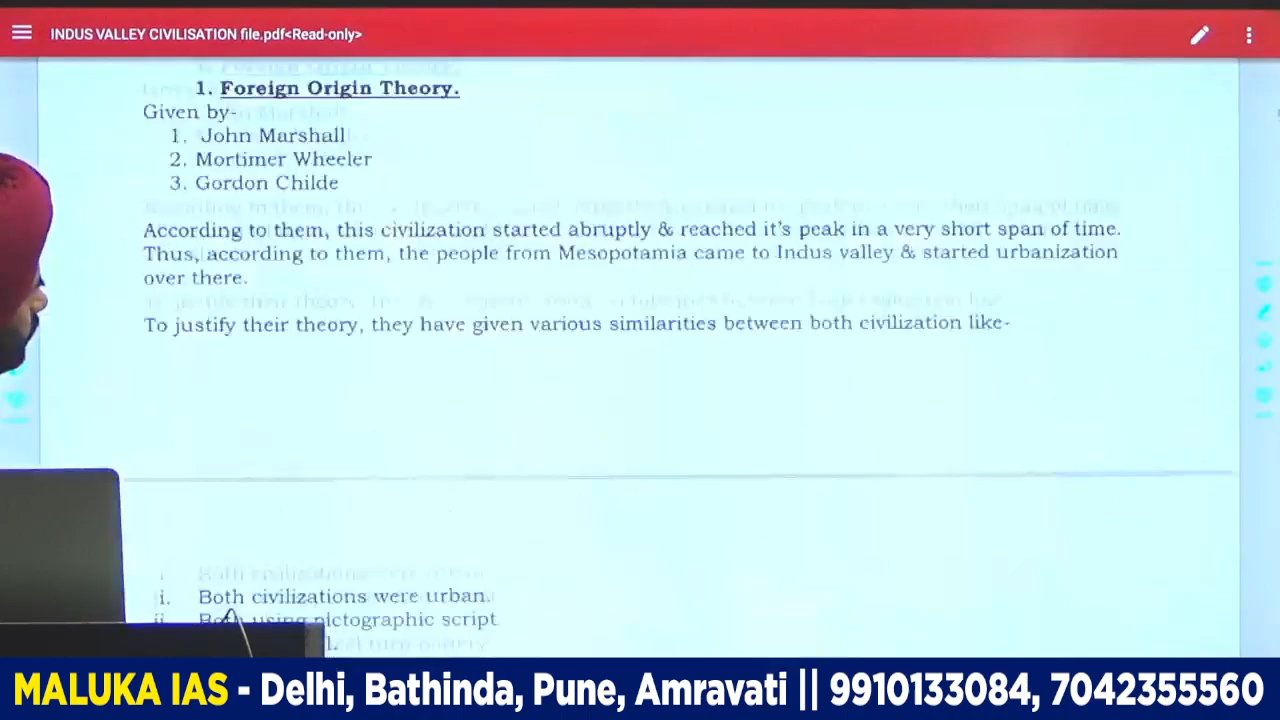 INDUS VALLEY CIVILISATION file.pdf<Read-only>
1. Foreign Origin Theory.
Given by-
1. John Marshall
2. Mortimer Wheeler
3. Gordon Childe
According to them, this civilization started abruptly & reached it's peak in a very short span of time.
Thus, according to them, the people from Mesopotamia came to Indus valley & started urbanization
over there.
To justify their theory, they have given various similarities between both civilization like-
i. Both civilizations were urban.
ii. Both using pictographic script
MALUKA IAS - Delhi, Bathinda, Pune, Amravati || 9910133084, 7042355560